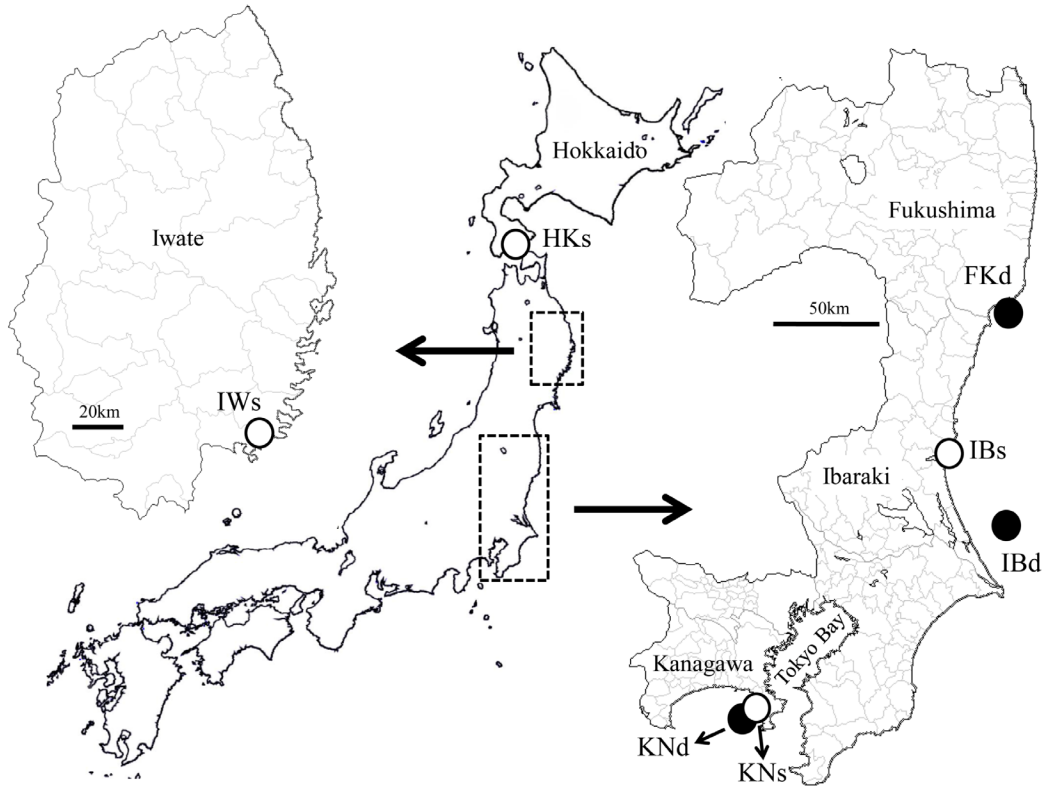 Iwate
IWs
20km
Hokkaido
HKs
Fukushima
FKd
50km
IBs
Ibaraki
IBd
Tokyo Bay
Kanagawa
KNd
KNs